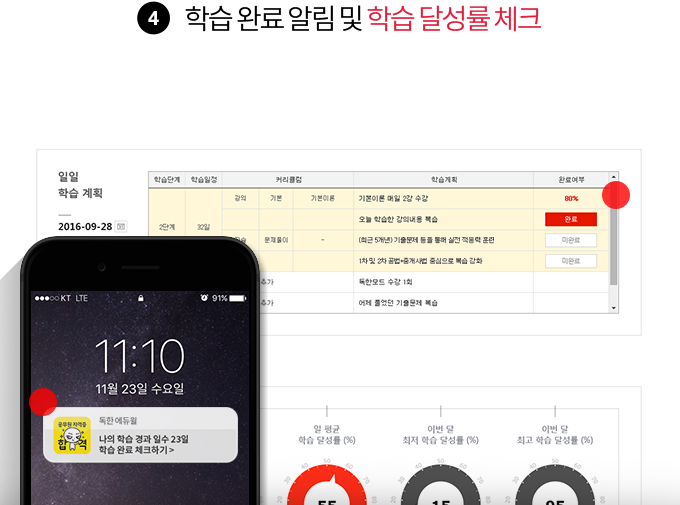 4 학습 완료 알림 및 학습 달성률 체크
일일
학습 계획
2016-09-28
학습단계 학습일정 커리큘럼 학습계획 완료여부
강의 기본 기본이론 기본이론 매일 2강 수강 80%
오늘 학습한 강의내용 복습 완료
2단계 32일
문제풀이 - (최근 5개년) 기출문제 등을 통해 실전 적응력 훈련 미완료
1차 및 2차 공법+중개사법 중심으로 복습 강화 미완료
추가 독한모드 수강 1회
추가 어제 풀었던 기출문제 복습
KT LTE 91%
11:10
11월 23일 수요일
독한 에듀윌
공무원 자격증
합격
나의 학습 경과 일수 23일
학습 완료 체크하기 >
일 평균
학습 달성률 (%)
이번 달
최저 학습 달성률 (%)
이번 달
최고 학습 달성률 (%)